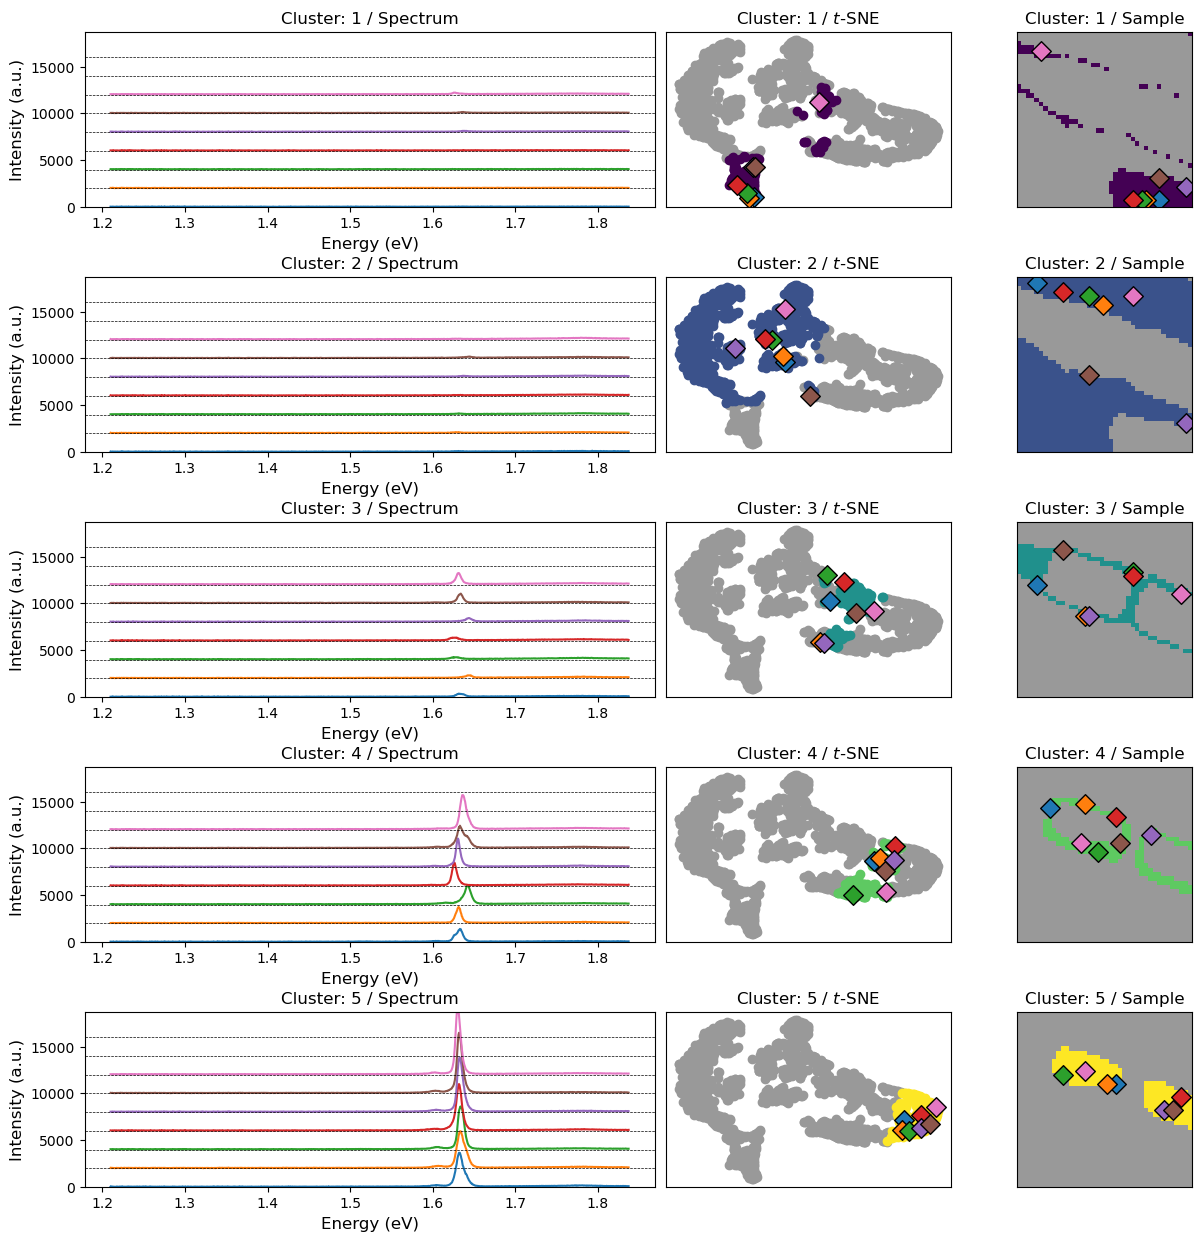 Cluster: 1 / Spectrum
Cluster: 1 / t-SNE
Cluster: 1 / Sample
Intensity (a.u.)
15000
10000
5000
0
1.2 1.3 1.4 1.5 1.6 1.7 1.8
Energy (eV)
Cluster: 2 / Spectrum
Cluster: 2 / t-SNE
Cluster: 2 / Sample
Intensity (a.u.)
15000
10000
5000
0
1.2 1.3 1.4 1.5 1.6 1.7 1.8
Energy (eV)
Cluster: 3 / Spectrum
Cluster: 3 / t-SNE
Cluster: 3 / Sample
Intensity (a.u.)
15000
10000
5000
0
1.2 1.3 1.4 1.5 1.6 1.7 1.8
Energy (eV)
Cluster: 4 / Spectrum
Cluster: 4 / t-SNE
Cluster: 4 / Sample
Intensity (a.u.)
15000
10000
5000
0
1.2 1.3 1.4 1.5 1.6 1.7 1.8
Energy (eV)
Cluster: 5 / Spectrum
Cluster: 5 / t-SNE
Cluster: 5 / Sample
Intensity (a.u.)
15000
10000
5000
0
1.2 1.3 1.4 1.5 1.6 1.7 1.8
Energy (eV)